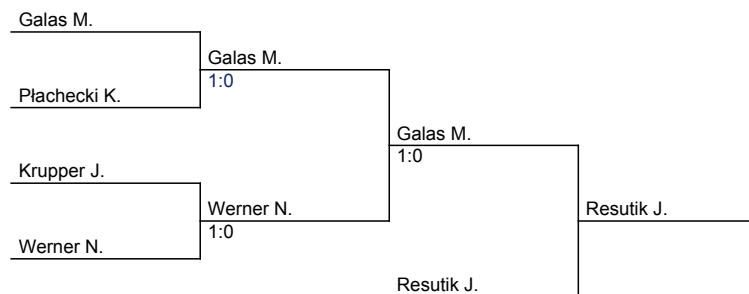 Galas M.
Galas M.
1:0
Płachecki K.
Galas M.
1:0
Krupper J.
Werner N.
1:0
Resutik J.
Werner N.
Resutik J.